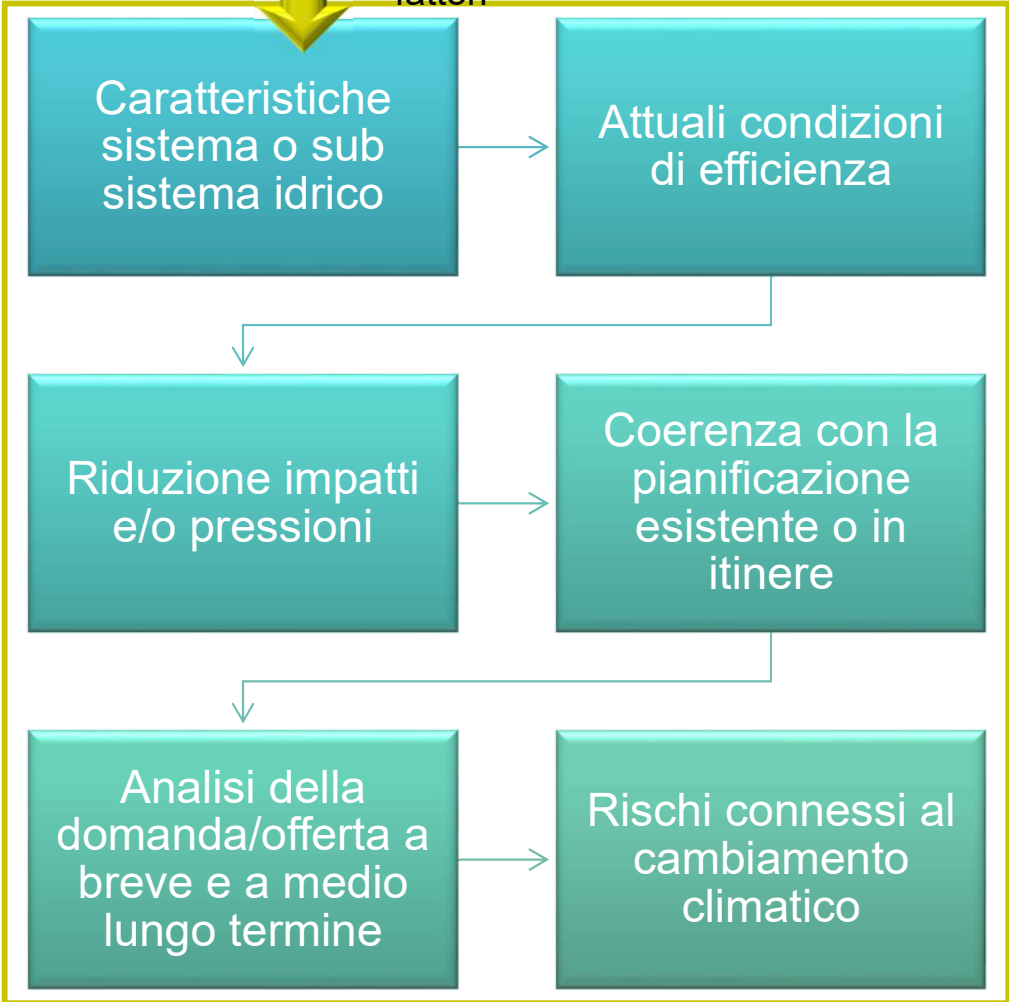 fattori
Caratteristiche
sistema o sub
sistema idrico
Attuali condizioni
di efficienza
Riduzione impatti
e/o pressioni
Coerenza con la
pianificazione
esistente o in
itinere
Analisi della
domanda/offerta a
breve e a medio
lungo termine
Rischi connessi al
cambiamento
climatico